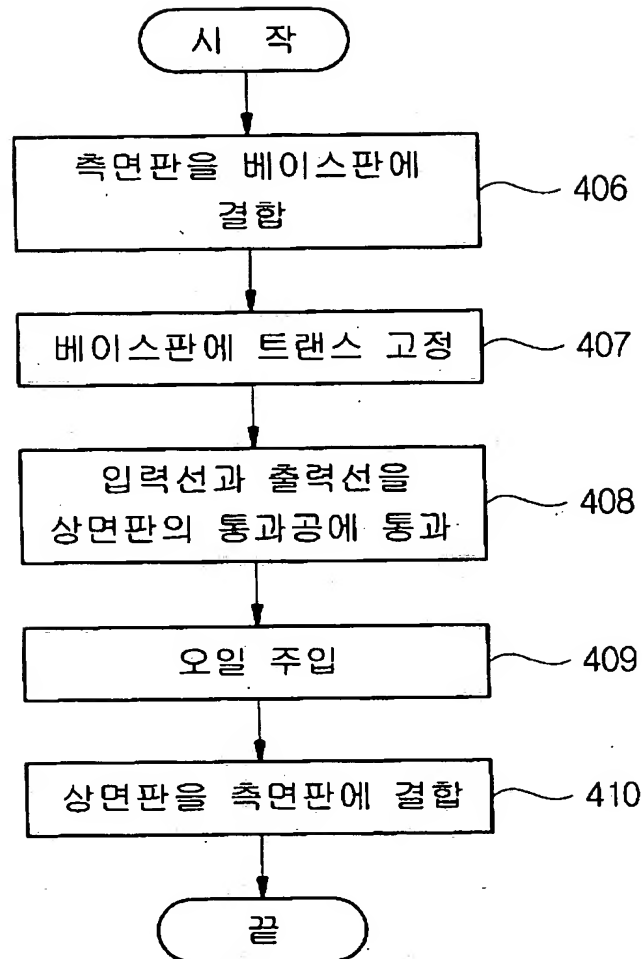 시 작
측면판을 베이스판에
결합
406
베이스판에 트랜스 고정
407
입력선과 출력선을
상면판의 통과공에 통과
408
오일 주입
409
상면판을 측면판에 결합
410
끝